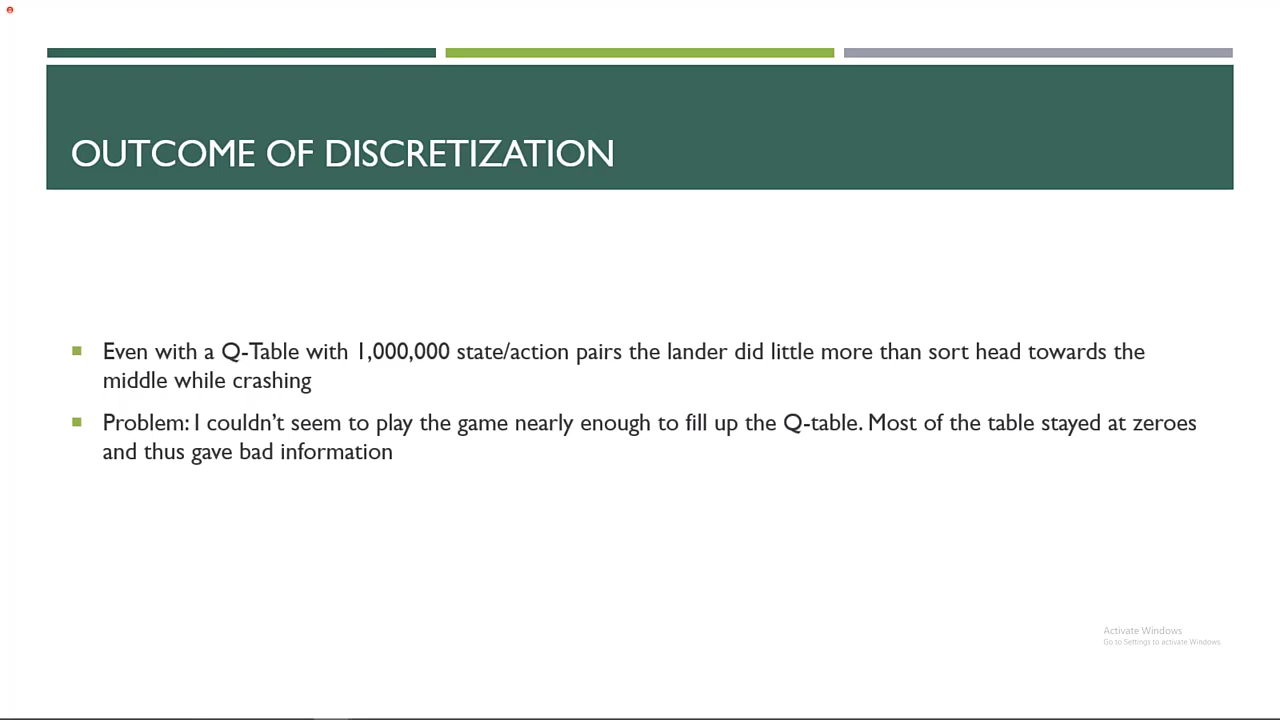 OUTCOME OF DISCRETIZATION
Even with a Q-Table with 1,000,000 state/action pairs the lander did little more than sort head towards the
middle while crashing
Problem: I couldn’t seem to play the game nearly enough to fill up the Q-table. Most of the table stayed at zeroes
and thus gave bad information
Activate Windows
Go to Settings to activate Windows.